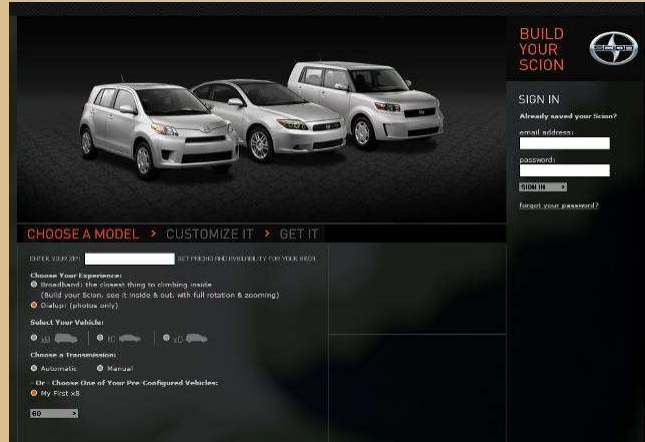 BUILD
YOUR
SCION
SCION
SIGN IN
Already saved your Scion?
email address:
password:
SIGN IN >
forgot your password?
CHOOSE A MODEL > CUSTOMIZE IT > GET IT
ENTER YOUR ZIP: GET PRICING AND AVAILABILITY FOR YOUR AREA
Choose Your Experience:
Broadband: the closest thing to climbing inside
(Build your Scion, see it inside & out, with full rotation & zooming)
Dialup: (photos only)
Select Your Vehicle:
xB tC xD
Choose a Transmission:
Automatic Manual
- Or - Choose One of Your Pre-Configured Vehicles:
My First xB
GO >